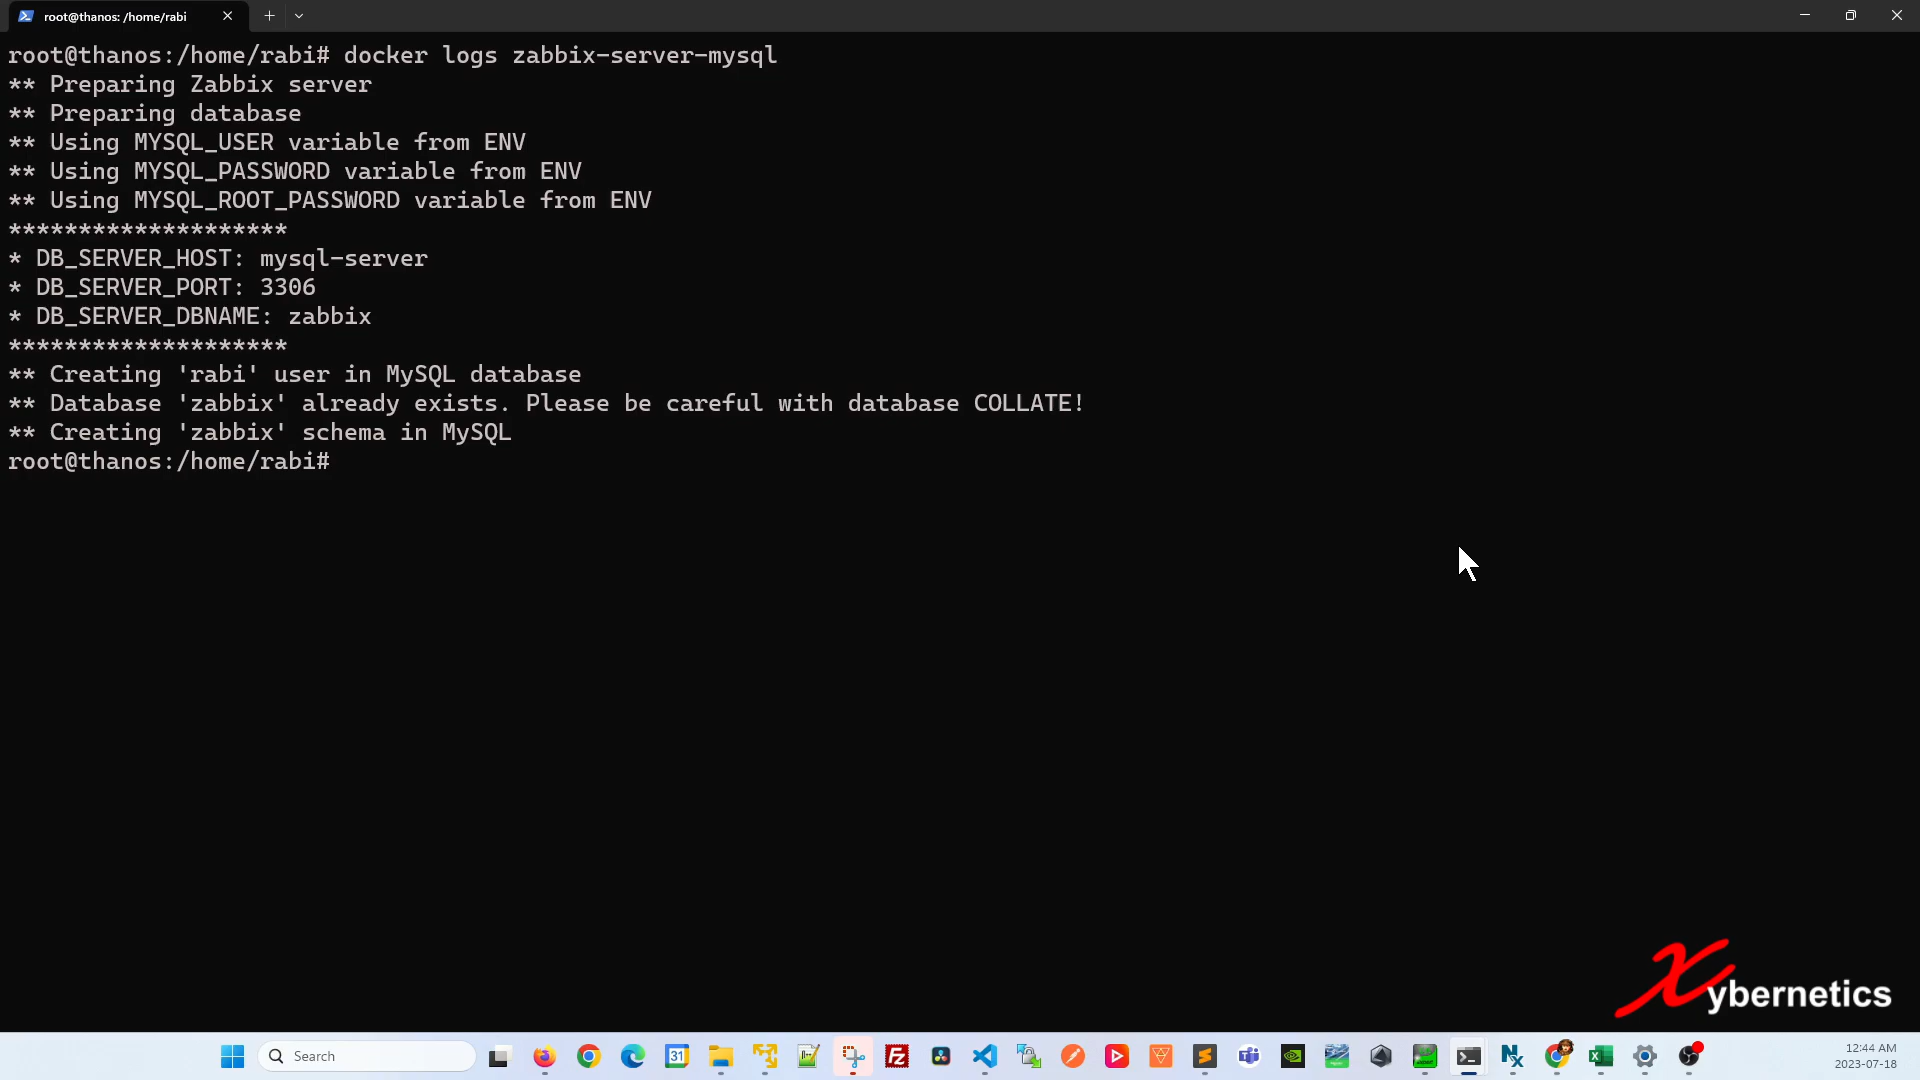 root@thanos: /home/rabi
root@thanos:/home/rabi# docker logs zabbix-server-mysql
** Preparing Zabbix server
** Preparing database
** Using MYSQL_USER variable from ENV
** Using MYSQL_PASSWORD variable from ENV
** Using MYSQL_ROOT_PASSWORD variable from ENV
********************
* DB_SERVER_HOST: mysql-server
* DB_SERVER_PORT: 3306
* DB_SERVER_DBNAME: zabbix
********************
** Creating 'rabi' user in MySQL database
** Database 'zabbix' already exists. Please be careful with database COLLATE!
** Creating 'zabbix' schema in MySQL
root@thanos:/home/rabi#
Xybernetics
Search
31
12:44 AM
2023-07-18